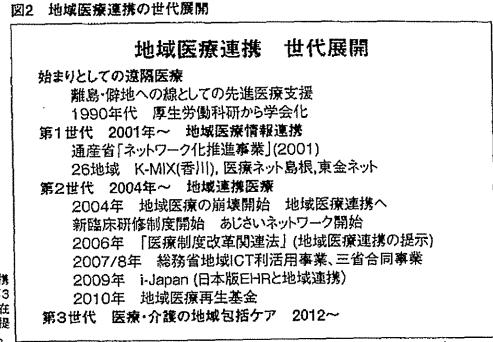 図2 地域医療連携の世代展開
地域医療連携 世代展開
始まりとしての遠隔医療
離島・僻地への線としての先進医療支援
1990年代 厚生労働科研から学会化
第1世代 2001年~ 地域医療情報連携
通産省「ネットワーク化推進事業」(2001)
26地域 K-MIX(香川),医療ネット島根,東金ネット
第2世代 2004年~ 地域連携医療
2004年 地域医療の崩壊開始 地域医療連携へ
新臨床研修制度開始 あじさいネットワーク開始
2006年 『医療制度改革関連法』(地域医療連携の提示)
2007/8年 総務省地域ICT利活用事業、三省合同事業
2009年 i-Japan (日本版EHRと地域連携)
2010年 地域医療再生基金
第3世代 医療・介護の地域包括ケア 2012~
携
3
在
提